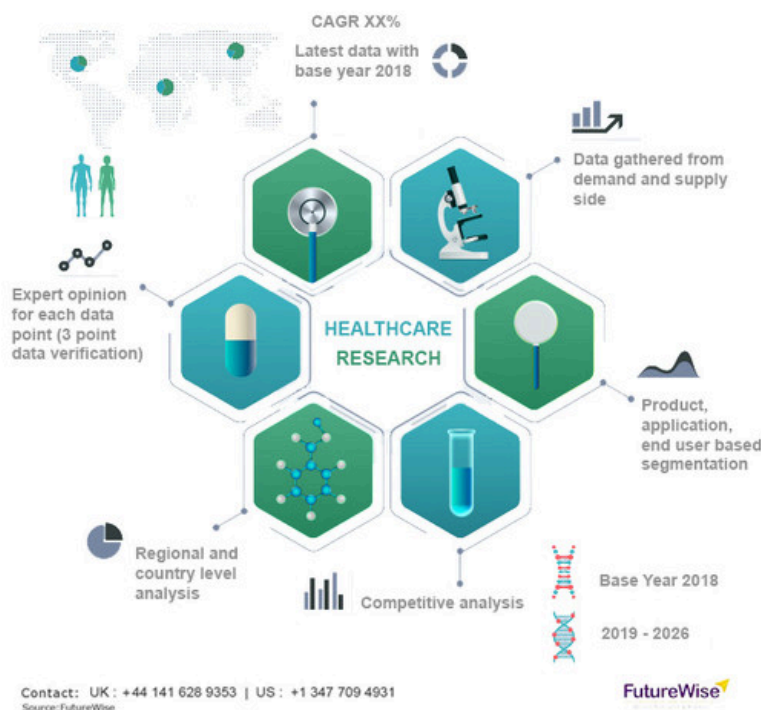 CAGR XX%
Latest data with
base year 2018
Data gathered from
demand and supply
side
Expert opinion
for each data
point (3 point
data verification)
HEALTHCARE
RESEARCH
Product,
application,
end user based
segmentation
Regional and
country level
analysis
Competitive analysis
Base Year 2018
2019 - 2026
Contact: UK : +44 141 628 9353 | US : +1 347 709 4931
Source:FutureWise
FutureWise